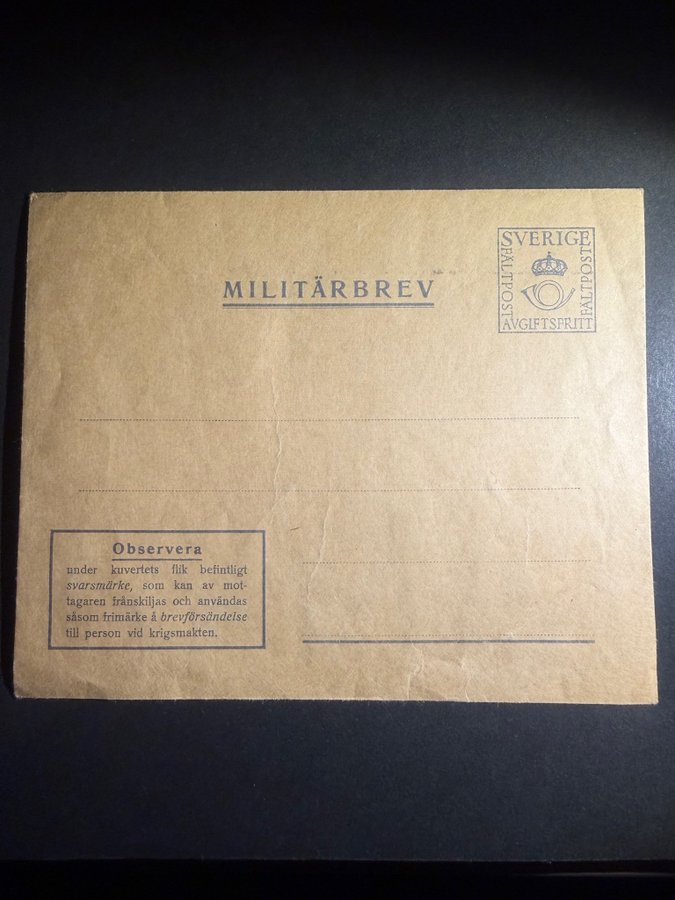 MILITÄRBREV
SVERIGE
FÄLTPOST
FÄLTPOST
AVGIFTSFRITT
Observera
under kuvertets flik befintligt
svarsmärke, som kan av mot-
tagaren frånskiljas och användas
såsom frimärke å brevförsändelse
till person vid krigsmakten.